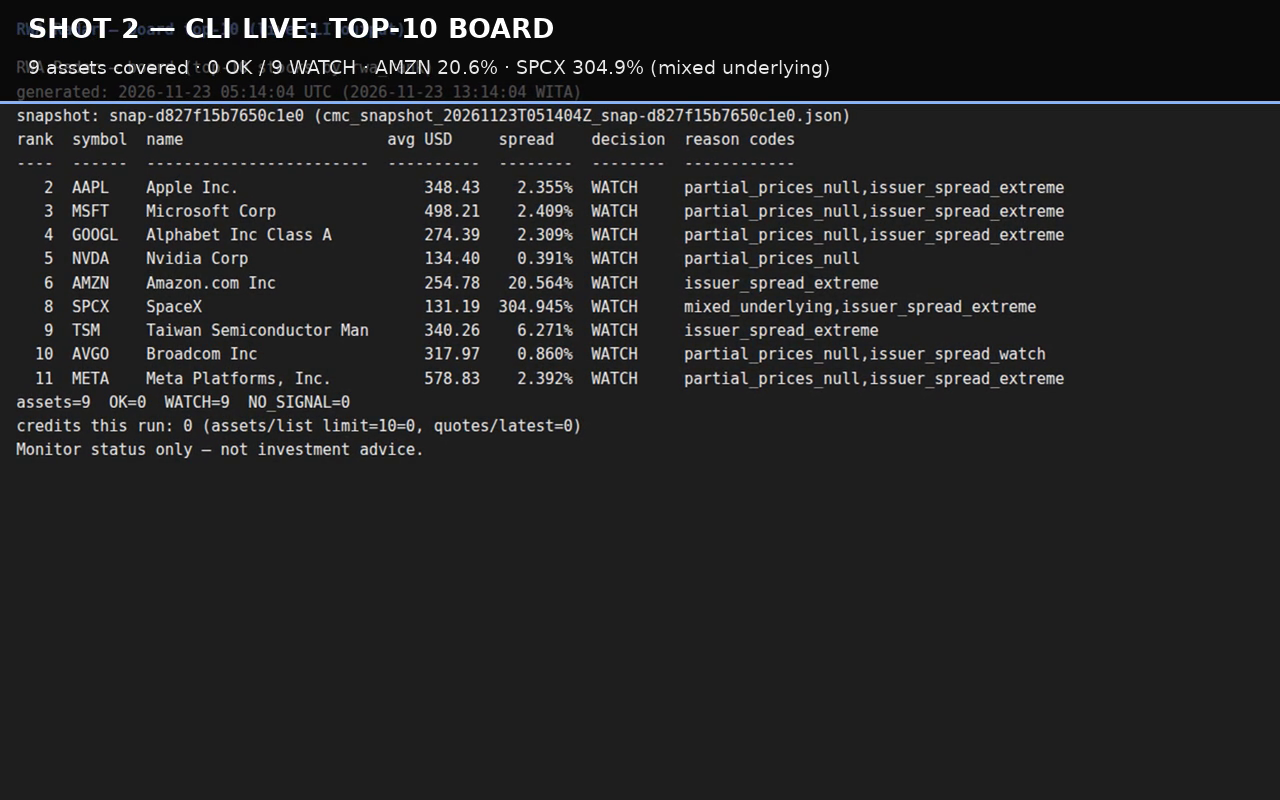 SHOT 2 — CLI LIVE: TOP-10 BOARD
9 assets covered · 0 OK / 9 WATCH · AMZN 20.6% · SPCX 304.9% (mixed underlying)
generated: 2026-11-23 05:14:04 UTC (2026-11-23 13:14:04 WITA)
snapshot: snap-d827f15b7650c1e0 (cmc_snapshot_20261123T051404Z_snap-d827f15b7650c1e0.json)
rank  symbol  name                      avg USD     spread    decision  reason codes
----  ------  ------------------------  ----------  --------  --------  ------------
   2  AAPL    Apple Inc.                    348.43    2.355%  WATCH     partial_prices_null,issuer_spread_extreme
   3  MSFT    Microsoft Corp                498.21    2.409%  WATCH     partial_prices_null,issuer_spread_extreme
   4  GOOGL   Alphabet Inc Class A          274.39    2.309%  WATCH     partial_prices_null,issuer_spread_extreme
   5  NVDA    Nvidia Corp                   134.40    0.391%  WATCH     partial_prices_null
   6  AMZN    Amazon.com Inc                254.78   20.564%  WATCH     issuer_spread_extreme
   8  SPCX    SpaceX                        131.19  304.945%  WATCH     mixed_underlying,issuer_spread_extreme
   9  TSM     Taiwan Semiconductor Man      340.26    6.271%  WATCH     issuer_spread_extreme
  10  AVGO    Broadcom Inc                  317.97    0.860%  WATCH     partial_prices_null,issuer_spread_watch
  11  META    Meta Platforms, Inc.          578.83    2.392%  WATCH     partial_prices_null,issuer_spread_extreme
assets=9  OK=0  WATCH=9  NO_SIGNAL=0
credits this run: 0 (assets/list limit=10=0, quotes/latest=0)
Monitor status only — not investment advice.